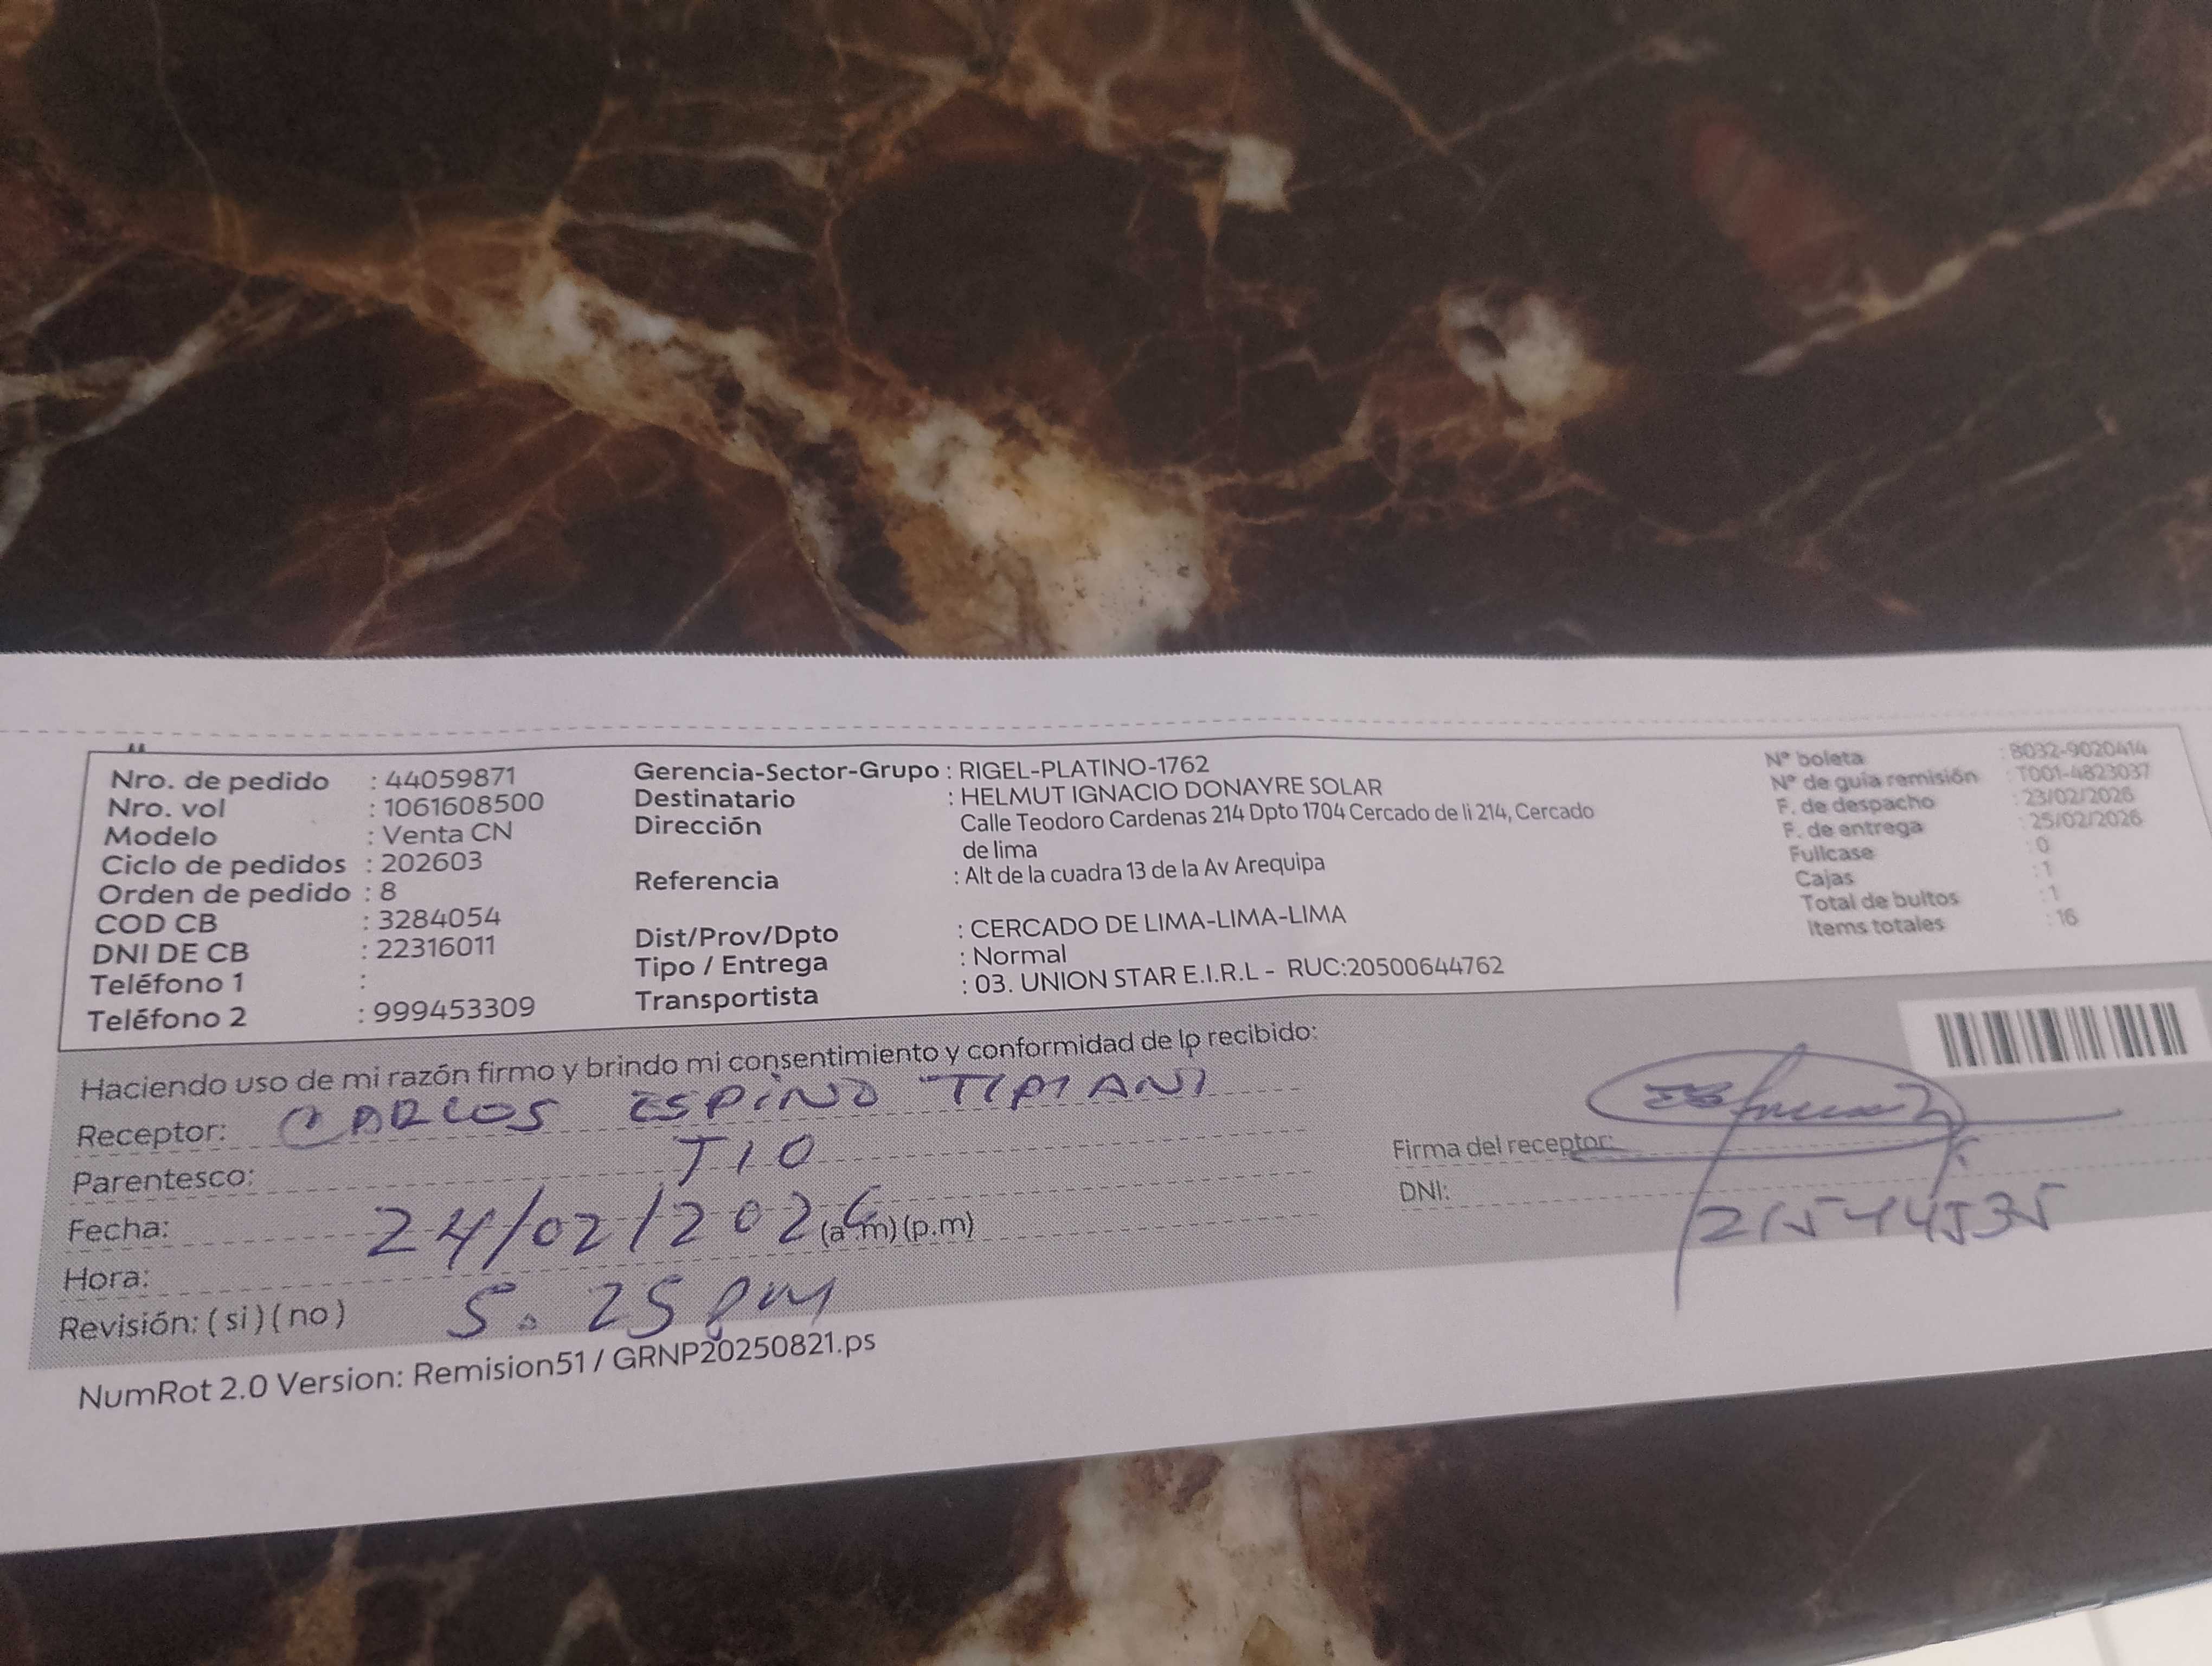 Nro. de pedido : 44059871
Nro. vol : 1061608500
Modelo : Venta CN
Ciclo de pedidos : 202603
Orden de pedido : 8
COD CB : 3284054
DNI DE CB : 22316011
Teléfono 1 :
Teléfono 2 : 999453309
Gerencia-Sector-Grupo : RIGEL-PLATINO-1762
Destinatario : HELMUT IGNACIO DONAYRE SOLAR
Dirección Calle Teodoro Cardenas 214 Dpto 1704 Cercado de li 214, Cercado
de lima
Referencia : Alt de la cuadra 13 de la Av Arequipa
Dist/Prov/Dpto : CERCADO DE LIMA-LIMA-LIMA
Tipo / Entrega : Normal
Transportista : 03. UNION STAR E.I.R.L - RUC:20500644762
N° boleta : B032-9020414
N° de guia remisión : T001-4823037
F. de despacho : 23/02/2026
F. de entrega : 25/02/2026
Fullcase : 0
Cajas : 1
Total de bultos : 1
Items totales : 16
Haciendo uso de mi razón firmo y brindo mi consentimiento y conformidad de lo recibido:
Receptor: CARLOS ESPINO TIPIANI
Parentesco: TIO
Fecha: 24/02/2026 (a.m) (p.m)
Hora: 5:25 pm
Revisión: ( si ) ( no )
Firma del receptor:
DNI: 21544535
NumRot 2.0 Version: Remision51 / GRNP20250821.ps